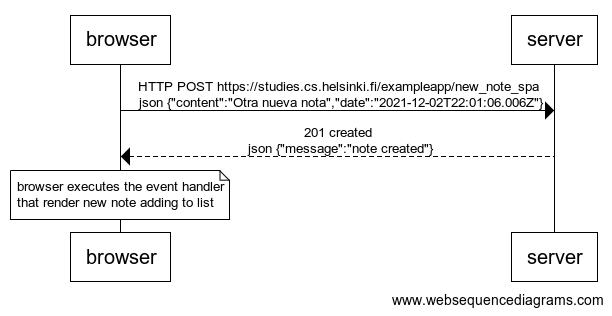 browser
server
HTTP POST https://studies.cs.helsinki.fi/exampleapp/new_note_spa
json {"content":"Otra nueva nota","date":"2021-12-02T22:01:06.006Z"}
201 created
json {"message":"note created"}
browser executes the event handler
that render new note adding to list
browser
server
www.websequencediagrams.com